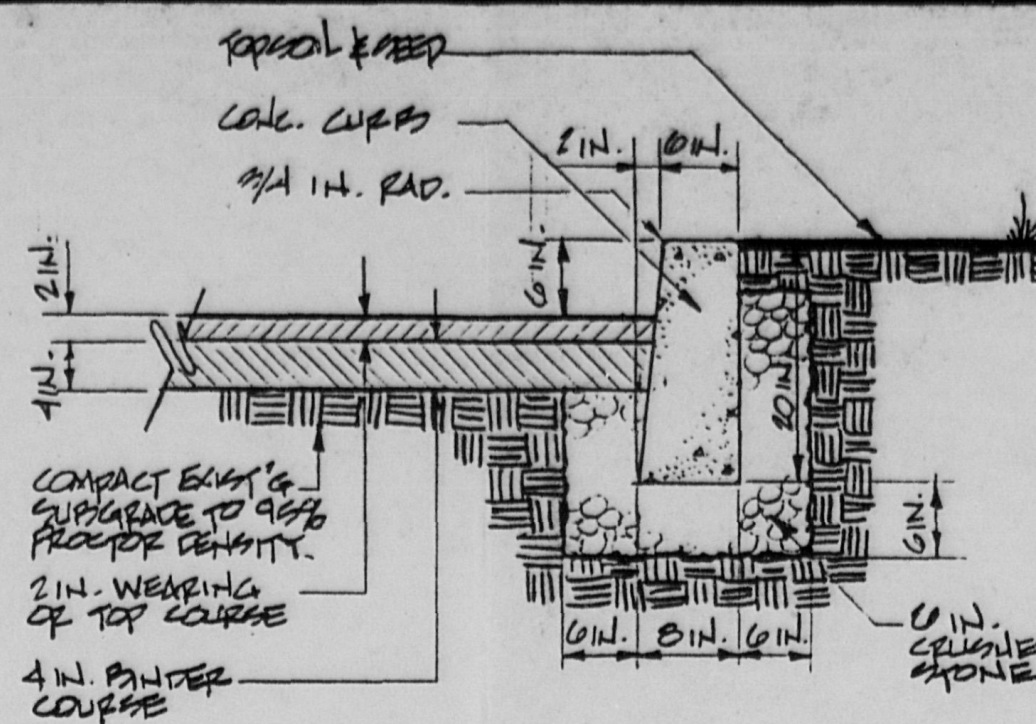 TOPSOIL & SEED
CONC. CURB
3/4 IN. RAD.
2 IN.
6 IN.
2 IN.
4 IN.
6 IN.
20 IN.
6 IN.
COMPACT EXIST'G
SUBGRADE TO 95%
PROCTOR DENSITY.
2 IN. WEARING
OR TOP COURSE
4 IN. BINDER
COURSE
6 IN.
8 IN.
6 IN.
6 IN.
CRUSHE
STONE